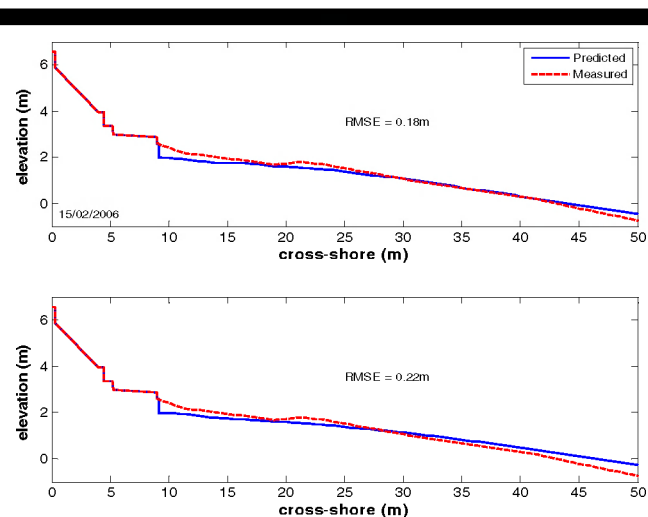 Predicted
Measured
RMSE = 0.18m
15/02/2006
elevation (m)
6
4
2
0
0 5 10 15 20 25 30 35 40 45 50
cross-shore (m)
RMSE = 0.22m
elevation (m)
6
4
2
0
0 5 10 15 20 25 30 35 40 45 50
cross-shore (m)